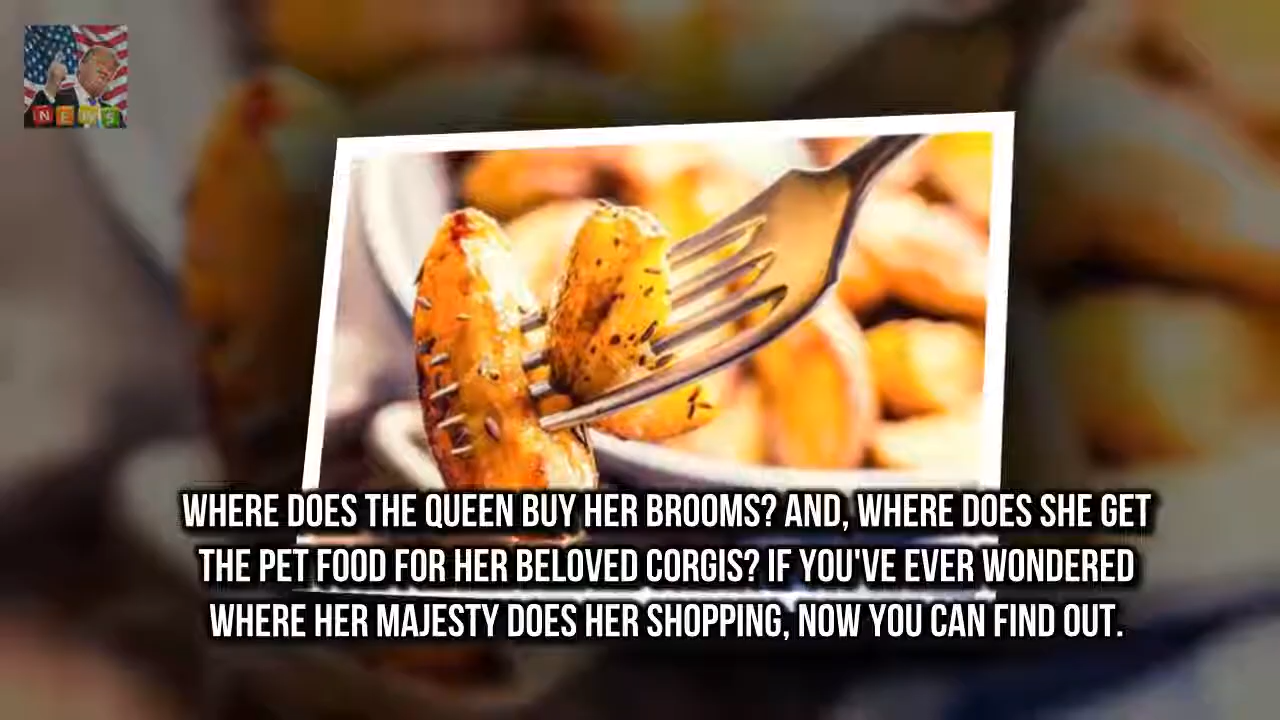 NEWS
WHERE DOES THE QUEEN BUY HER BROOMS? AND, WHERE DOES SHE GET
THE PET FOOD FOR HER BELOVED CORGIS? IF YOU'VE EVER WONDERED
WHERE HER MAJESTY DOES HER SHOPPING, NOW YOU CAN FIND OUT.